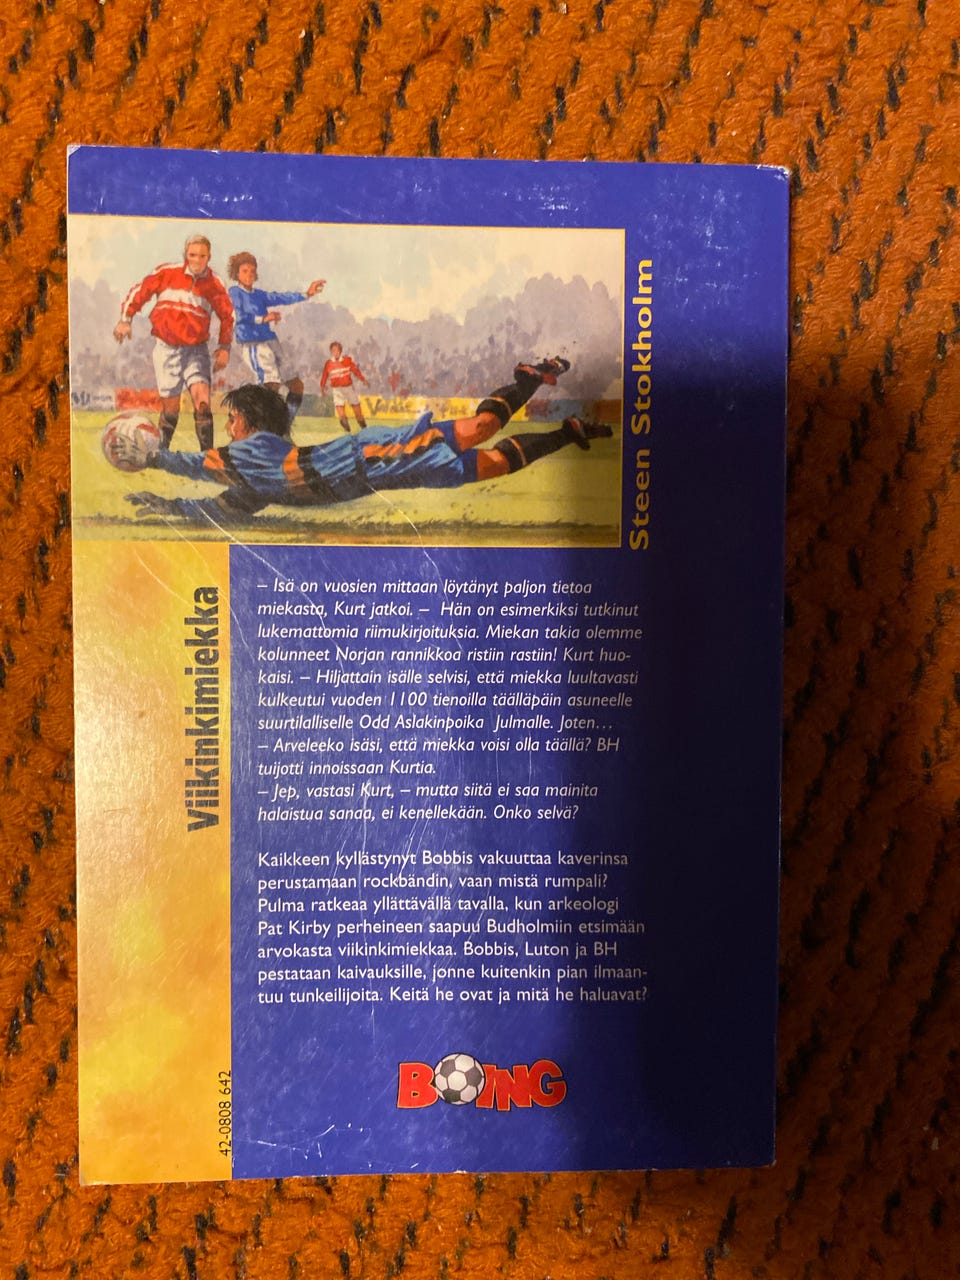 Steen Stokholm
Viikinkimiekka
– Isä on vuosien mittaan löytänyt paljon tietoa
miekasta, Kurt jatkoi. – Hän on esimerkiksi tutkinut
lukemattomia riimukirjoituksia. Miekan takia olemme
kolunneet Norjan rannikkoa ristiin rastiin! Kurt huo-
kaisi. – Hiljattain isälle selvisi, että miekka luultavasti
kulkeutui vuoden 1100 tienoilla täälläpäin asuneelle
suurtilalliselle Odd Aslakinpoika Julmalle. Joten...
– Arveleeko isäsi, että miekka voisi olla täällä? BH
tuijotti innoissaan Kurtia.
– Jep, vastasi Kurt, – mutta siitä ei saa mainita
halaistua sanaa, ei kenellekään. Onko selvä?
Kaikkeen kyllästynyt Bobbis vakuuttaa kaverinsa
perustamaan rockbändin, vaan mistä rumpali?
Pulma ratkeaa yllättävällä tavalla, kun arkeologi
Pat Kirby perheineen saapuu Budholmiin etsimään
arvokasta viikinkimiekkaa. Bobbis, Luton ja BH
pestataan kaivauksille, jonne kuitenkin pian ilmaan-
tuu tunkeilijoita. Keitä he ovat ja mitä he haluavat?
BOING
42-0808 642